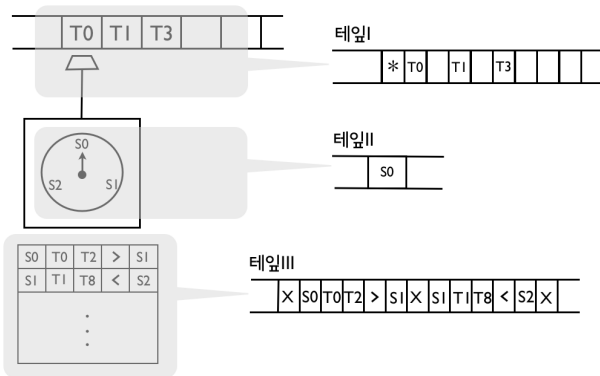 T0 T1 T3
테잎I
* T0 T1 T3
S0
S2 S1
테잎II
S0
S0 T0 T2 > S1
S1 T1 T8 < S2
테잎III
X S0 T0 T2 > S1 X S1 T1 T8 < S2 X